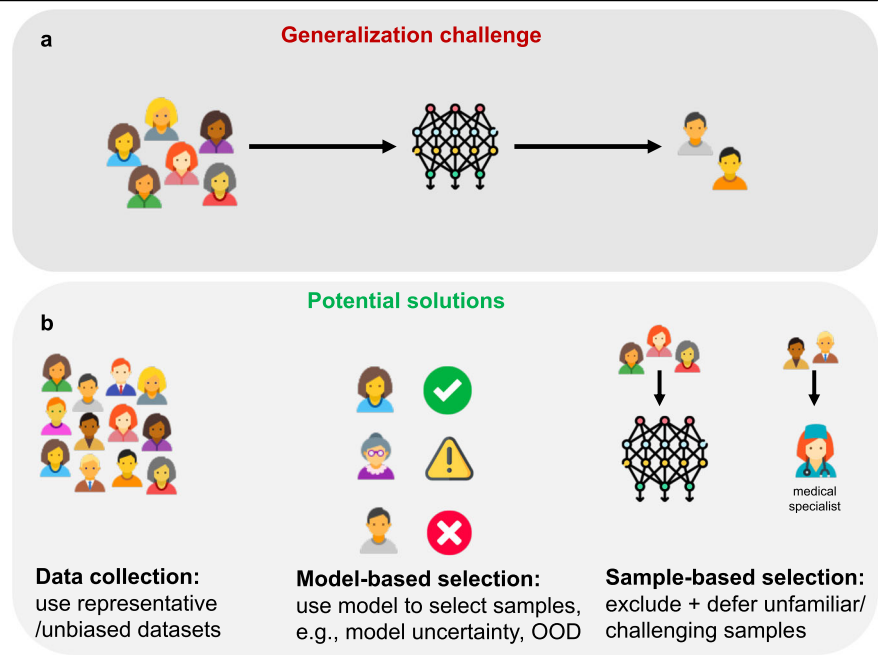 a
Generalization challenge
Potential solutions
b
medical
specialist
Data collection:
use representative
/unbiased datasets
Model-based selection:
use model to select samples,
e.g., model uncertainty, OOD
Sample-based selection:
exclude + defer unfamiliar/
challenging samples